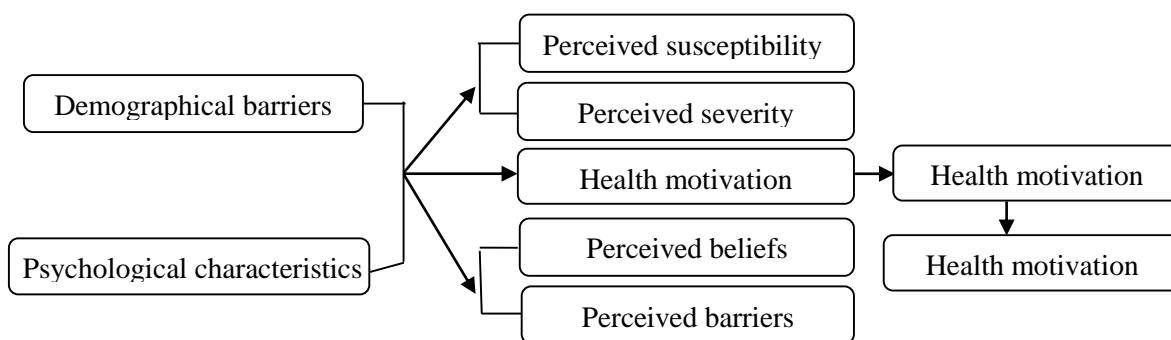 Perceived susceptibility
Demographical barriers
Perceived severity
Health motivation
Health motivation
Perceived beliefs
Psychological characteristics
Health motivation
Perceived barriers